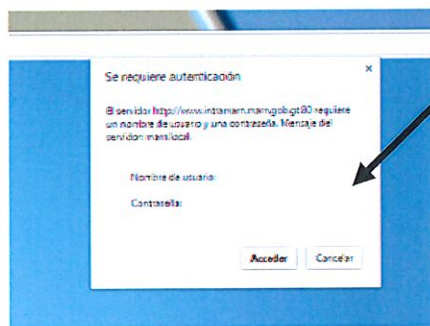 Se requiere autenticación
×
El servidor http://www.intramarn.marn.gob.gt:80 requiere
un nombre de usuario y una contraseña. Mensaje del
servidor: marn.local.
Nombre de usuario:
Contraseña:
Acceder Cancelar